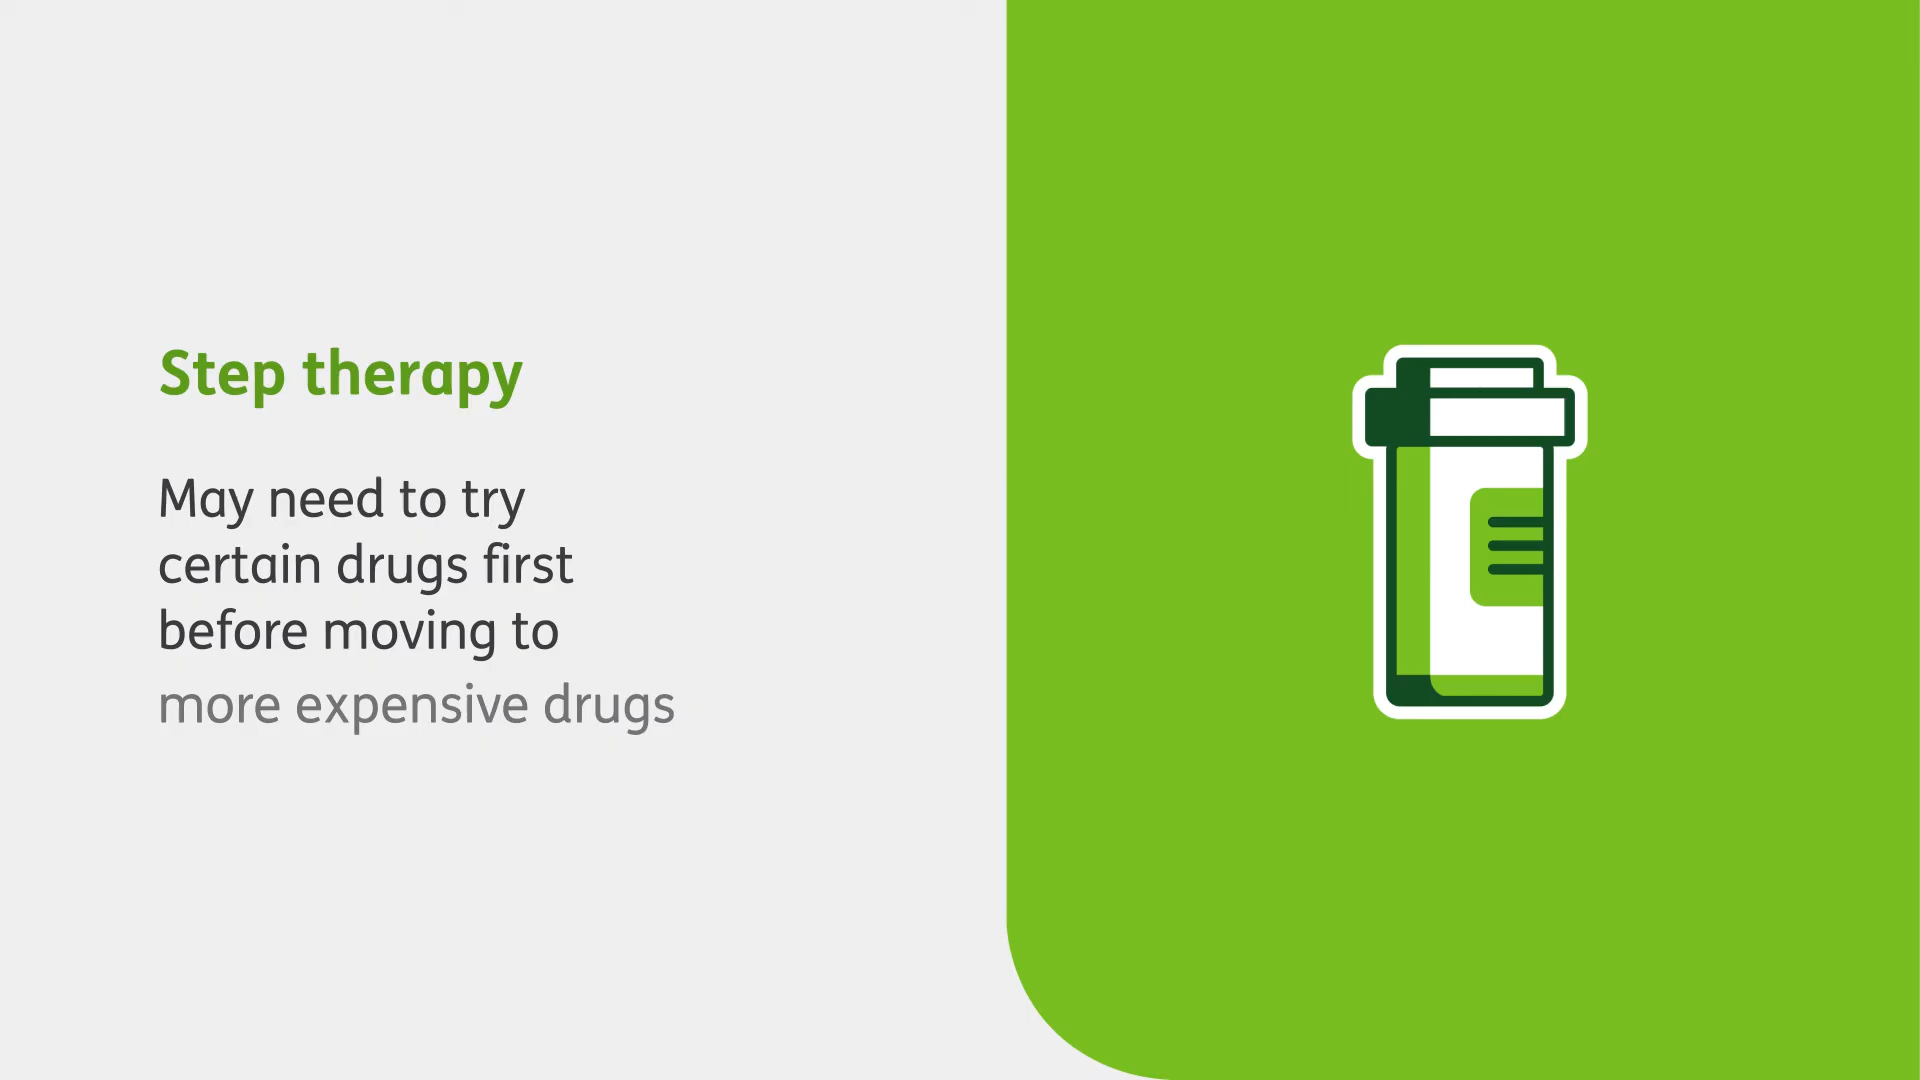 Step therapy
May need to try
certain drugs first
before moving to
more expensive drugs